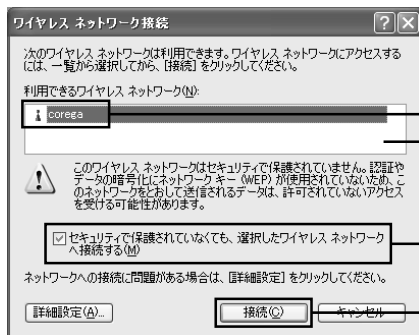 ワイヤレス ネットワーク接続
次のワイヤレス ネットワークは利用できます。ワイヤレス ネットワークにアクセスする
には、一覧から選択してから、[接続] をクリックしてください。
利用できるワイヤレス ネットワーク(N):
corega
このワイヤレス ネットワークはセキュリティで保護されていません。認証や
データの暗号化にネットワーク キー (WEP) が使用されていないため、こ
のネットワークをとおして送信されるデータは、許可されていないアクセス
を受ける可能性があります。
セキュリティで保護されていなくても、選択したワイヤレス ネットワーク
へ接続する(M)
ネットワークへの接続に問題がある場合は、[詳細設定] をクリックしてください。
詳細設定(A)...
接続(C)
キャンセル